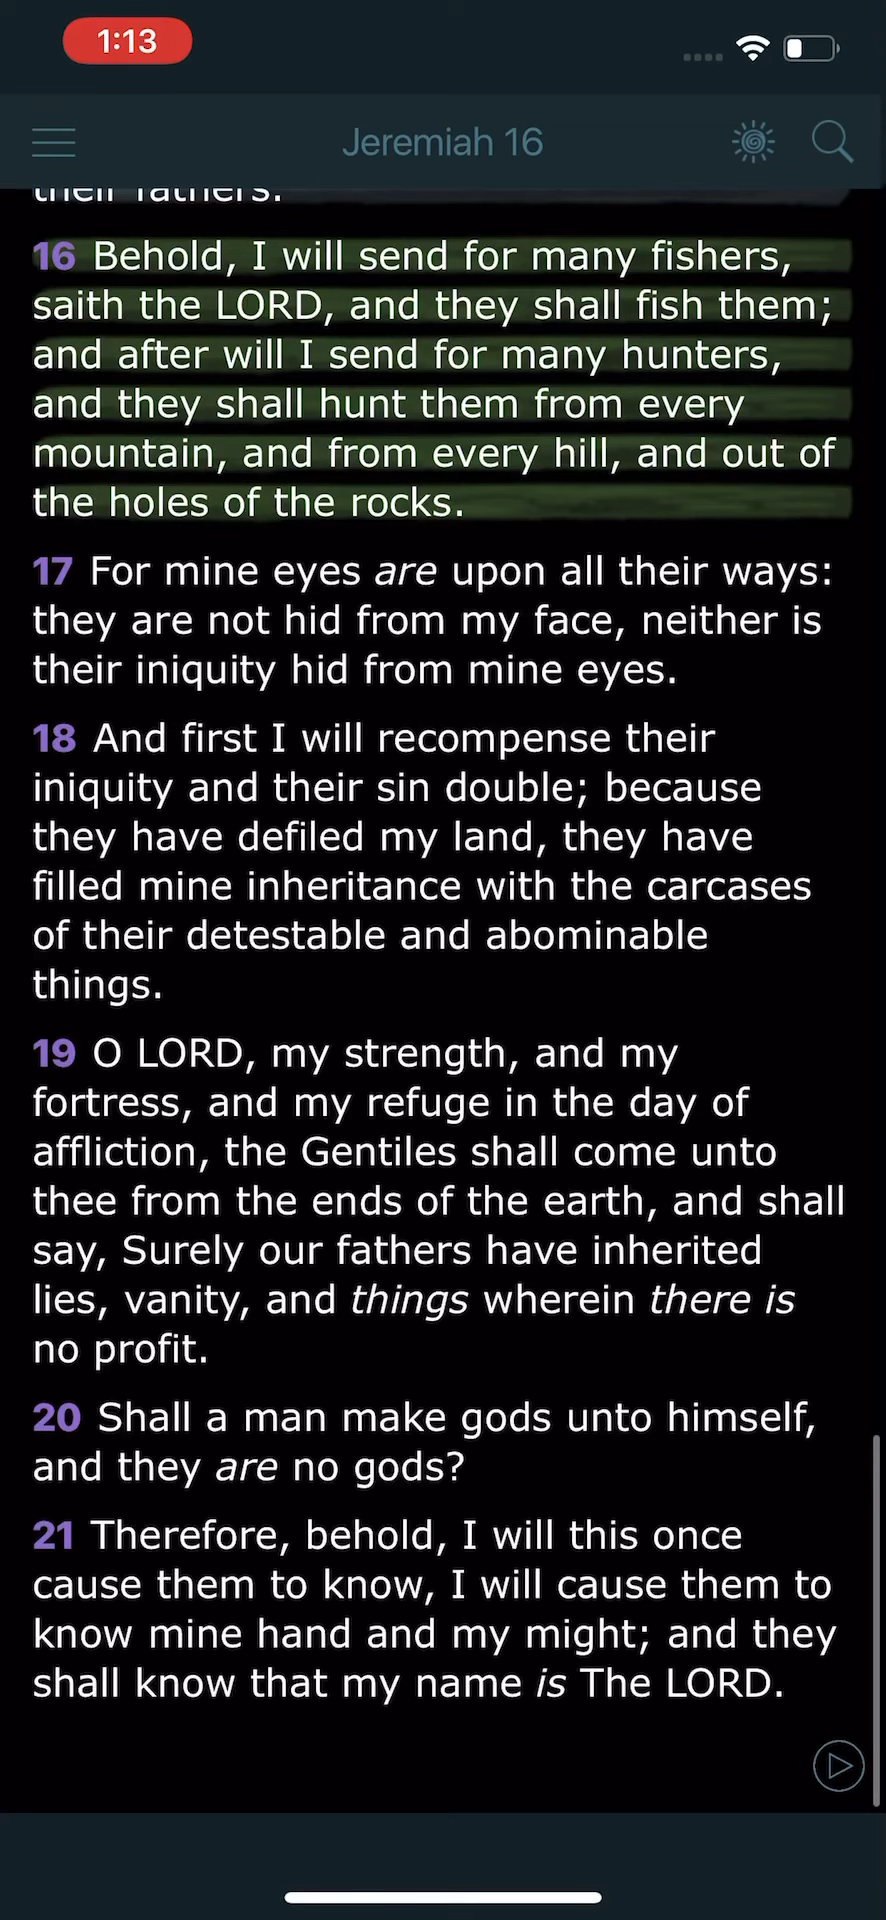 1:13
Jeremiah 16
their fathers.
16 Behold, I will send for many fishers,
saith the LORD, and they shall fish them;
and after will I send for many hunters,
and they shall hunt them from every
mountain, and from every hill, and out of
the holes of the rocks.
17 For mine eyes are upon all their ways:
they are not hid from my face, neither is
their iniquity hid from mine eyes.
18 And first I will recompense their
iniquity and their sin double; because
they have defiled my land, they have
filled mine inheritance with the carcases
of their detestable and abominable
things.
19 O LORD, my strength, and my
fortress, and my refuge in the day of
affliction, the Gentiles shall come unto
thee from the ends of the earth, and shall
say, Surely our fathers have inherited
lies, vanity, and things wherein there is
no profit.
20 Shall a man make gods unto himself,
and they are no gods?
21 Therefore, behold, I will this once
cause them to know, I will cause them to
know mine hand and my might; and they
shall know that my name is The LORD.